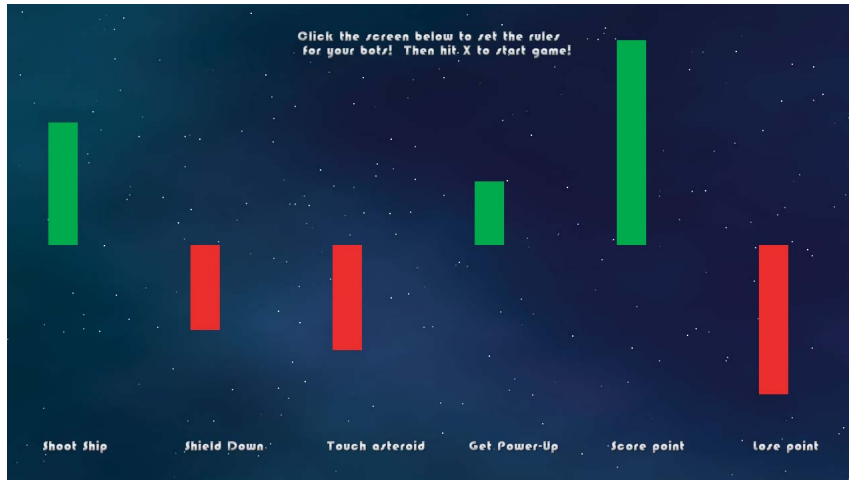 Click the screen below to set the rules
for your bots! Then hit X to start game!
Shoot Ship
Shield Down
Touch asteroid
Get Power-Up
Score point
Lose point